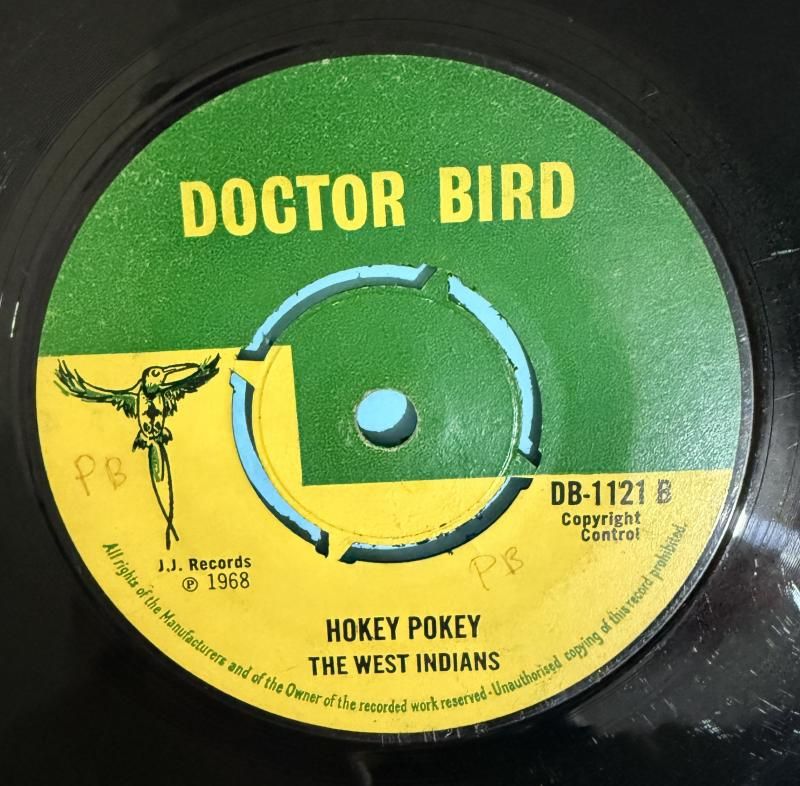 DOCTOR BIRD
PB
DB-1121 B
Copyright
Control
J.J. Records
℗ 1968
PB
HOKEY POKEY
THE WEST INDIANS
All rights of the Manufacturers and of the Owner of the recorded work reserved-Unauthorised copying of this record prohibited.